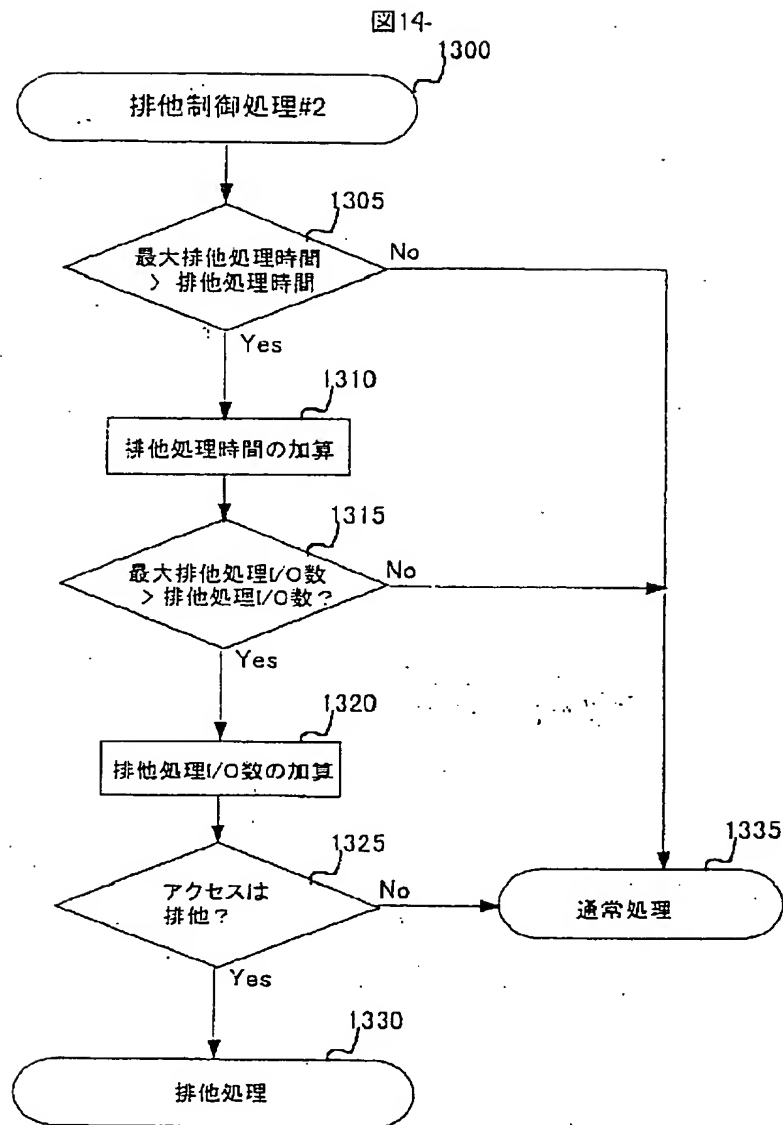 図14
1300
排他制御処理#2
1305
最大排他処理時間
> 排他処理時間
No
Yes
1310
排他処理時間の加算
1315
最大排他処理I/O数
> 排他処理I/O数?
No
Yes
1320
排他処理I/O数の加算
1325
アクセスは
排他?
No
1335
通常処理
Yes
1330
排他処理